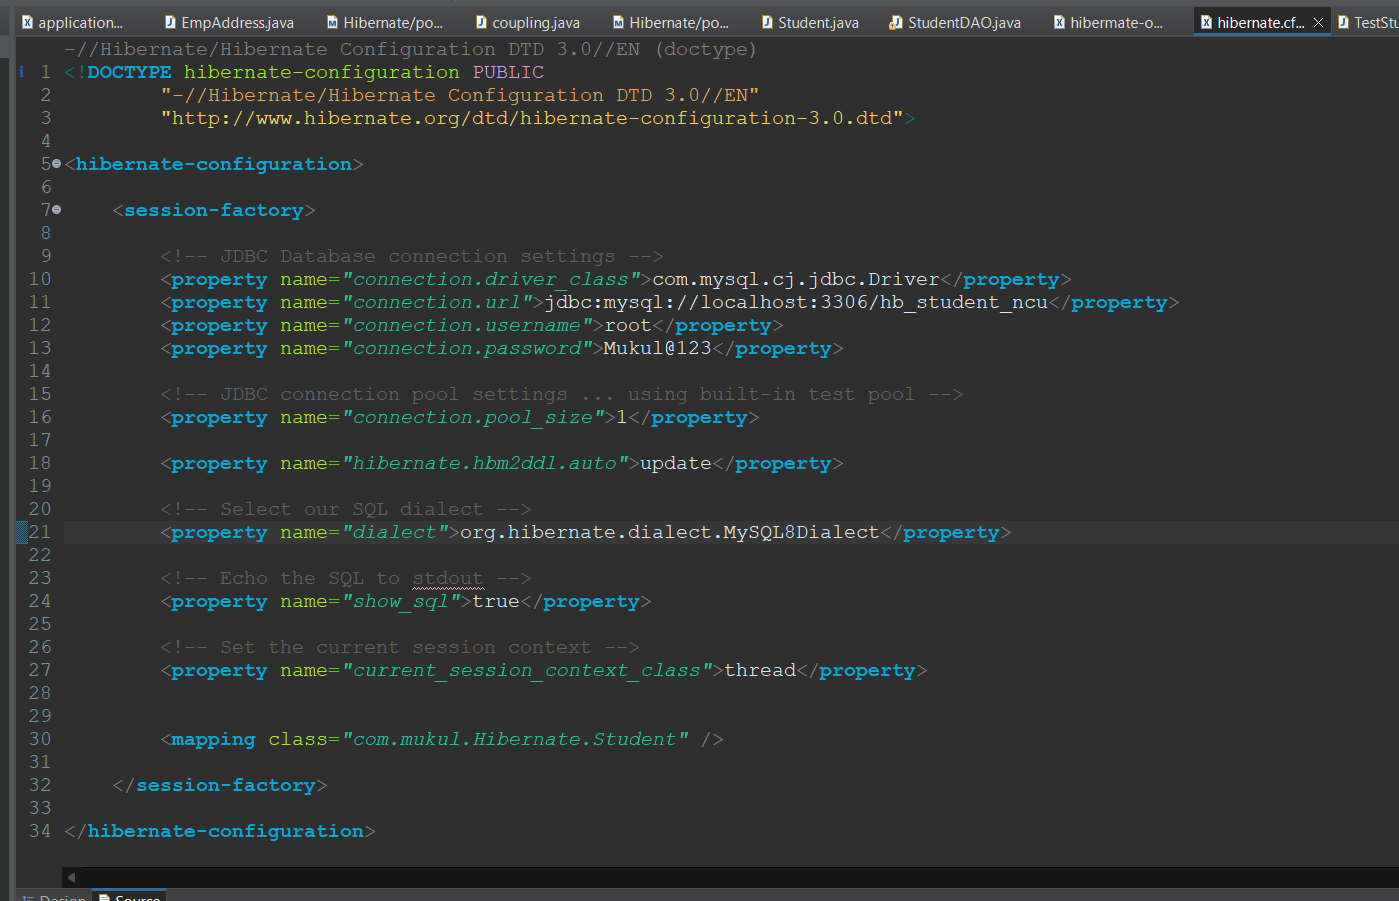 application... EmpAddress.java Hibernate/po... coupling.java Hibernate/po... Student.java StudentDAO.java hibermate-o... hibernate.cf... TestStu
-//Hibernate/Hibernate Configuration DTD 3.0//EN (doctype)
1 <!DOCTYPE hibernate-configuration PUBLIC
2 "-//Hibernate/Hibernate Configuration DTD 3.0//EN"
3 "http://www.hibernate.org/dtd/hibernate-configuration-3.0.dtd">
4
5 <hibernate-configuration>
6
7 <session-factory>
8
9 <!-- JDBC Database connection settings -->
10 <property name="connection.driver_class">com.mysql.cj.jdbc.Driver</property>
11 <property name="connection.url">jdbc:mysql://localhost:3306/hb_student_ncu</property>
12 <property name="connection.username">root</property>
13 <property name="connection.password">Mukul@123</property>
14
15 <!-- JDBC connection pool settings ... using built-in test pool -->
16 <property name="connection.pool_size">1</property>
17
18 <property name="hibernate.hbm2ddl.auto">update</property>
19
20 <!-- Select our SQL dialect -->
21 <property name="dialect">org.hibernate.dialect.MySQL8Dialect</property>
22
23 <!-- Echo the SQL to stdout -->
24 <property name="show_sql">true</property>
25
26 <!-- Set the current session context -->
27 <property name="current_session_context_class">thread</property>
28
29
30 <mapping class="com.mukul.Hibernate.Student" />
31
32 </session-factory>
33
34 </hibernate-configuration>
Design Source